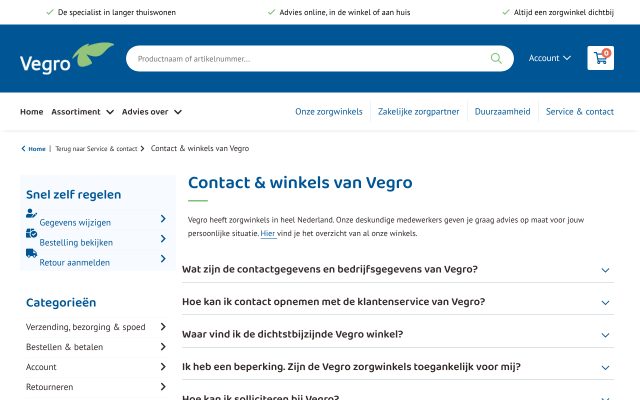 De specialist in langer thuiswonen
Advies online, in de winkel of aan huis
Altijd een zorgwinkel dichtbij
Vegro
Productnaam of artikelnummer....
Account
0
Home
Assortiment
Advies over
Onze zorgwinkels
Zakelijke zorgpartner
Duurzaamheid
Service & contact
Home | Terug naar Service & contact Contact & winkels van Vegro
Snel zelf regelen
Gegevens wijzigen
Bestelling bekijken
Retour aanmelden
Categorieën
Verzending, bezorging & spoed
Bestellen & betalen
Account
Retourneren
Contact & winkels van Vegro
Vegro heeft zorgwinkels in heel Nederland. Onze deskundige medewerkers geven je graag advies op maat voor jouw
persoonlijke situatie. Hier vind je het overzicht van al onze winkels.
Wat zijn de contactgegevens en bedrijfsgegevens van Vegro?
Hoe kan ik contact opnemen met de klantenservice van Vegro?
Waar vind ik de dichtstbijzijnde Vegro winkel?
Ik heb een beperking. Zijn de Vegro zorgwinkels toegankelijk voor mij?
Hoe kan ik solliciteren bij Vegro?